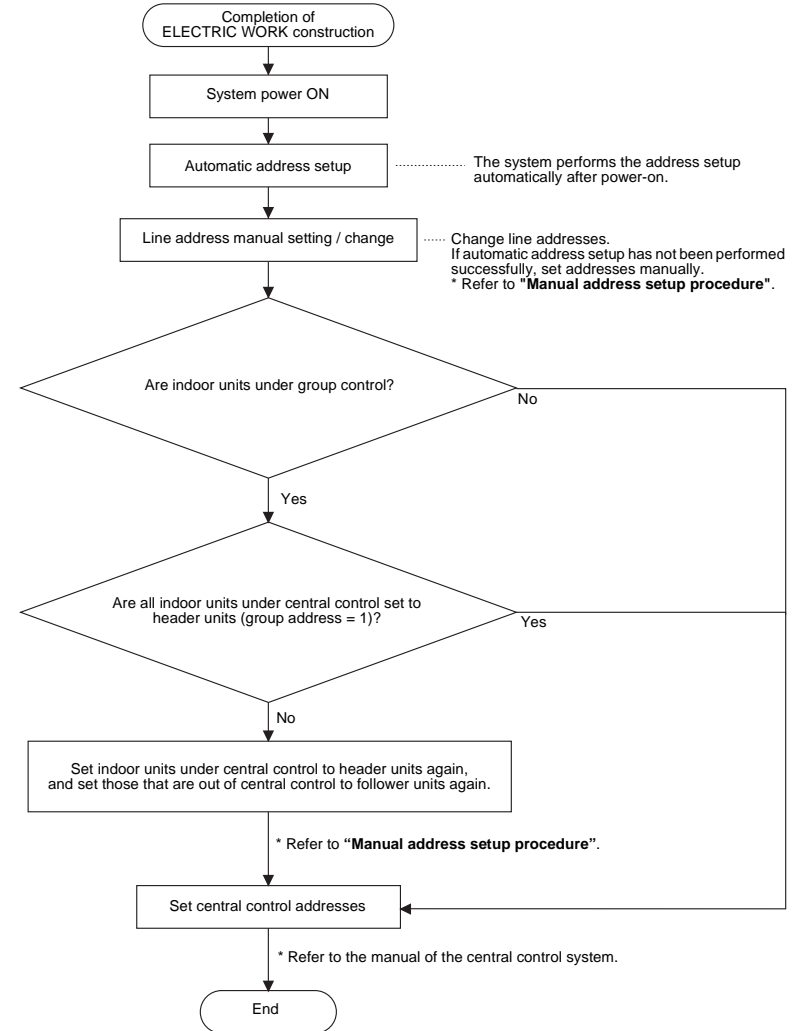 Completion of
ELECTRIC WORK construction
System power ON
Automatic address setup
The system performs the address setup
automatically after power-on.
Line address manual setting / change
Change line addresses.
If automatic address setup has not been performed
successfully, set addresses manually.
* Refer to "Manual address setup procedure".
Are indoor units under group control?
No
Yes
Are all indoor units under central control set to
header units (group address = 1)?
Yes
No
Set indoor units under central control to header units again,
and set those that are out of central control to follower units again.
* Refer to “Manual address setup procedure”.
Set central control addresses
* Refer to the manual of the central control system.
End